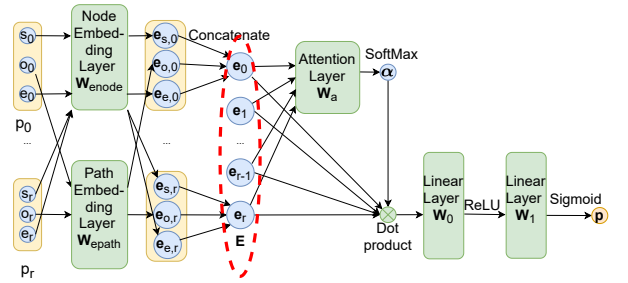 s0
o0
e0
p0
...
sr
or
er
pr
Node
Embed-
ding
Layer
Wenode
Path
Embed-
ding
Layer
Wepath
es,0
eo,0
ee,0
...
es,r
eo,r
ee,r
Concatenate
e0
e1
...
er-1
er
E
Attention
Layer
Wa
SoftMax
α
Dot
product
Linear
Layer
W0
ReLU
Linear
Layer
W1
Sigmoid
p